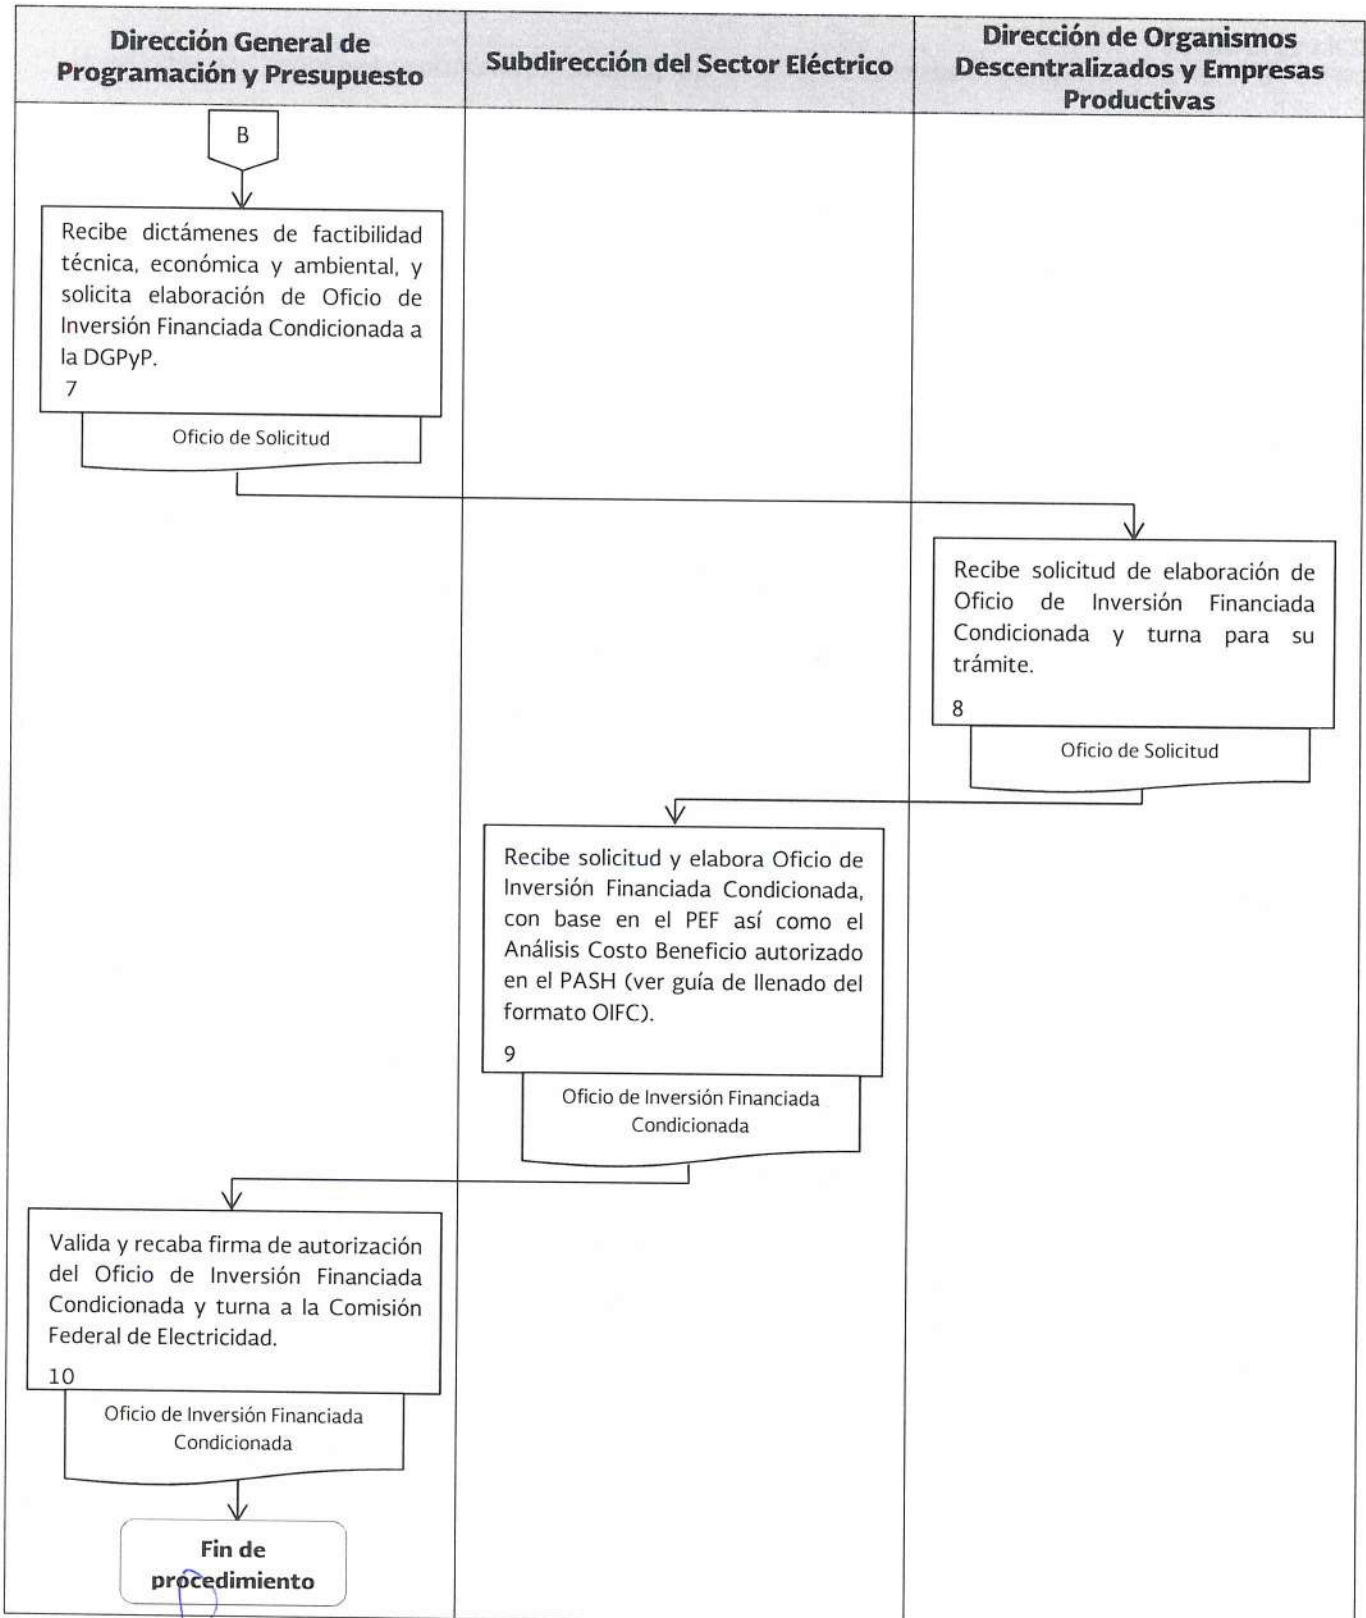 Dirección General de
Programación y Presupuesto
Subdirección del Sector Eléctrico
Dirección de Organismos
Descentralizados y Empresas
Productivas
B
Recibe dictámenes de factibilidad
técnica, económica y ambiental, y
solicita elaboración de Oficio de
Inversión Financiada Condicionada a
la DGPyP.
7
Oficio de Solicitud
Recibe solicitud de elaboración de
Oficio de Inversión Financiada
Condicionada y turna para su
trámite.
8
Oficio de Solicitud
Recibe solicitud y elabora Oficio de
Inversión Financiada Condicionada,
con base en el PEF así como el
Análisis Costo Beneficio autorizado
en el PASH (ver guía de llenado del
formato OIFC).
9
Oficio de Inversión Financiada
Condicionada
Valida y recaba firma de autorización
del Oficio de Inversión Financiada
Condicionada y turna a la Comisión
Federal de Electricidad.
10
Oficio de Inversión Financiada
Condicionada
Fin de
procedimiento